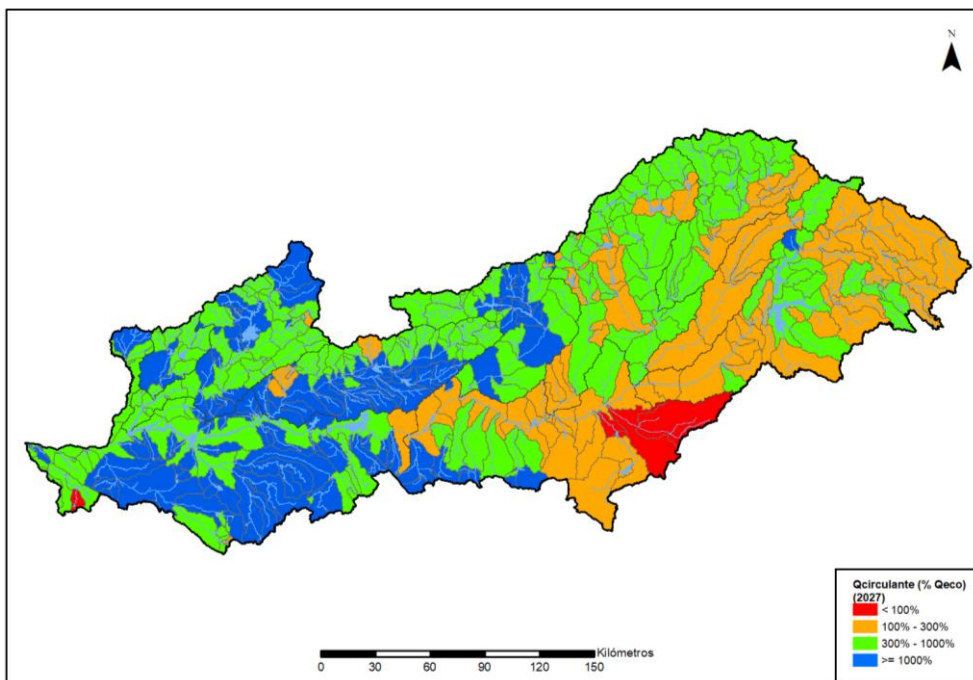 N
Qcirculante (% Qeco)
(2027)
< 100%
100% - 300%
300% - 1000%
>= 1000%
Kilómetros
0 30 60 90 120 150